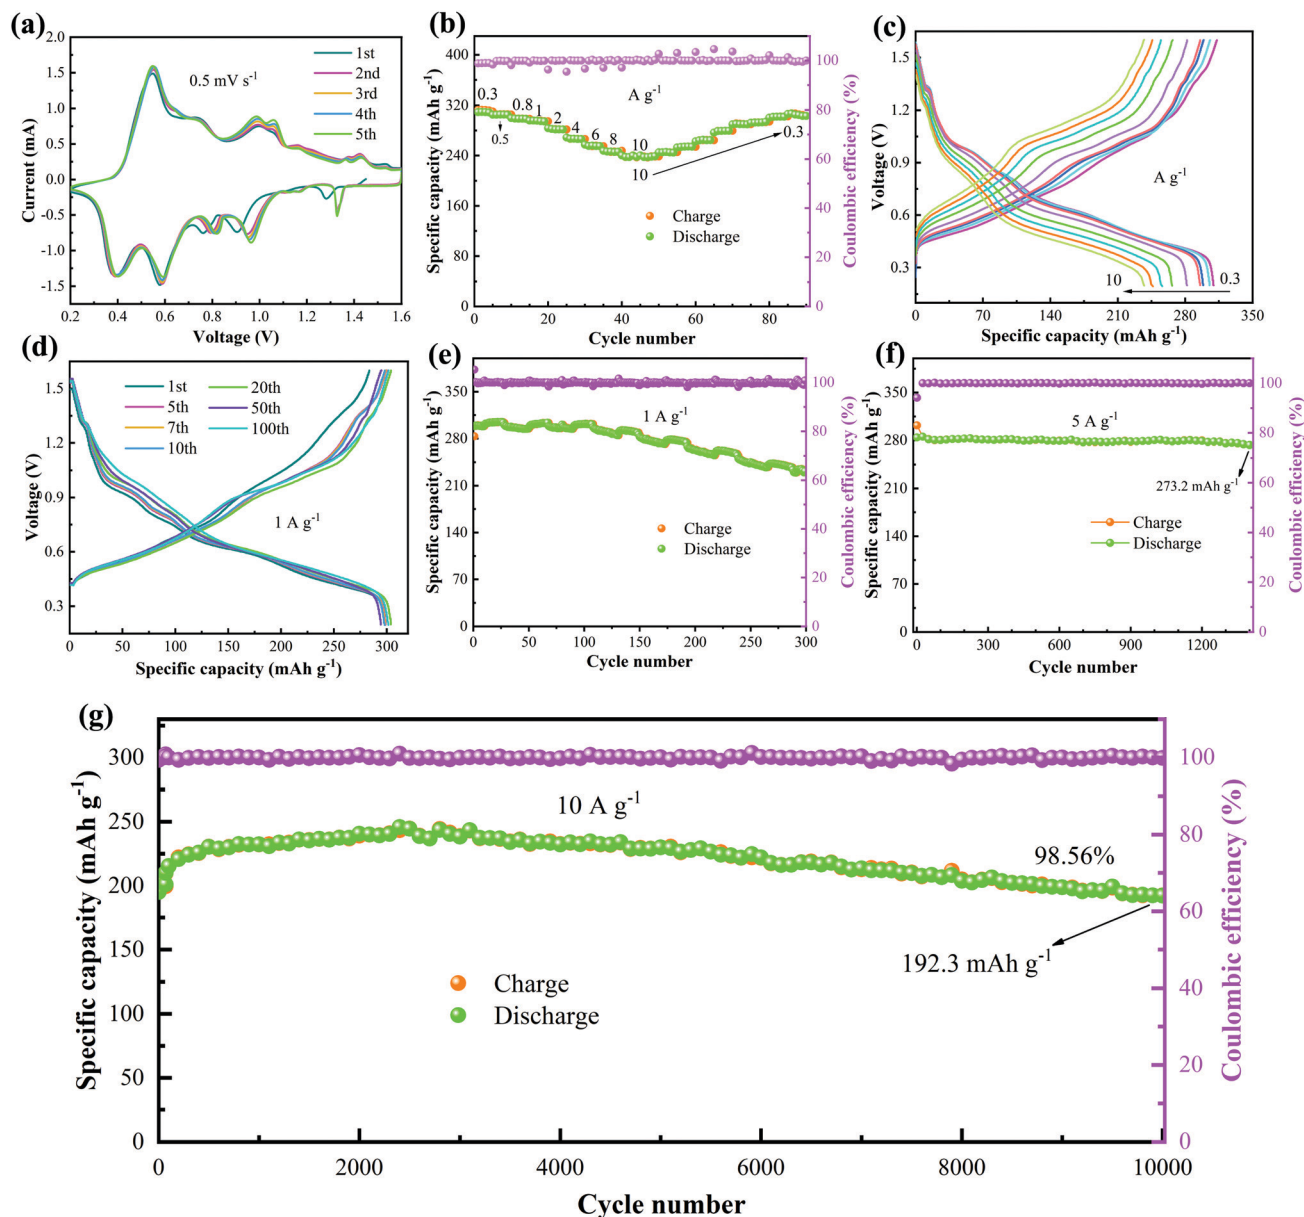 (a)
Current (mA)
2.0
1.5
1.0
0.5
0.0
-0.5
-1.0
-1.5
0.5 mV s-1
1st
2nd
3rd
4th
5th
0.2 0.4 0.6 0.8 1.0 1.2 1.4 1.6
Voltage (V)
(b)
Specific capacity (mAh g-1)
400
320
240
160
80
0
A g-1
0.3
0.5
0.8
1
2
4
6
8
10
10
0.3
Charge
Discharge
0 20 40 60 80
Cycle number
100
80
60
40
20
0
Coulombic efficiency (%)
(c)
Voltage (V)
1.5
1.2
0.9
0.6
0.3
A g-1
10
0.3
0 70 140 210 280 350
Specific capacity (mAh g-1)
(d)
Voltage (V)
1.5
1.2
0.9
0.6
0.3
1st
5th
7th
10th
20th
50th
100th
1 A g-1
0 50 100 150 200 250 300
Specific capacity (mAh g-1)
(e)
Specific capacity (mAh g-1)
350
280
210
140
70
0
1 A g-1
Charge
Discharge
0 50 100 150 200 250 300
Cycle number
100
80
60
40
20
0
Coulombic efficiency (%)
(f)
Specific capacity (mAh g-1)
350
280
210
140
70
0
5 A g-1
273.2 mAh g-1
Charge
Discharge
0 300 600 900 1200
Cycle number
100
80
60
40
20
0
Coulombic efficiency (%)
(g)
Specific capacity (mAh g-1)
300
250
200
150
100
50
0
10 A g-1
98.56%
192.3 mAh g-1
Charge
Discharge
0 2000 4000 6000 8000 10000
Cycle number
100
80
60
40
20
0
Coulombic efficiency (%)